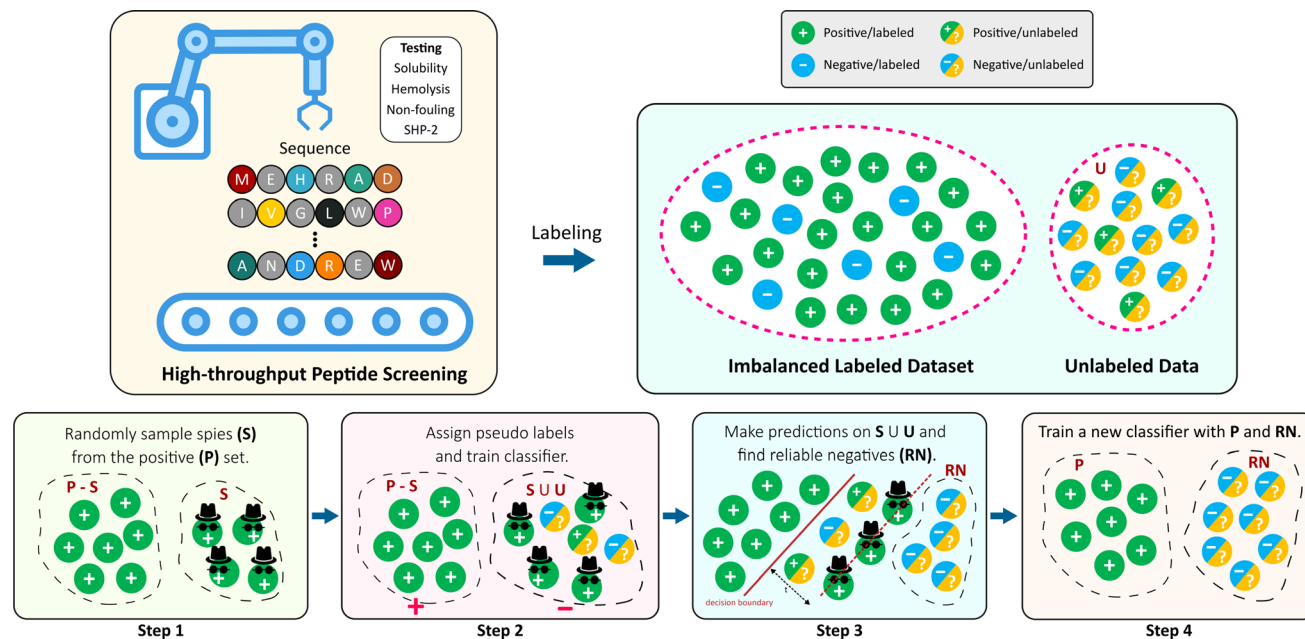 Testing
Solubility
Hemolysis
Non-fouling
SHP-2
Sequence
M E H R A D
I V G L W P
A N D R E W
High-throughput Peptide Screening
Labeling
+ Positive/labeled
+ ? Positive/unlabeled
- Negative/labeled
- ? Negative/unlabeled
U
Imbalanced Labeled Dataset
Unlabeled Data
Randomly sample spies (S)
from the positive (P) set.
P - S
S
Step 1
Assign pseudo labels
and train classifier.
P - S
S U U
+
-
Step 2
Make predictions on S U U and
find reliable negatives (RN).
RN
decision boundary
t
Step 3
Train a new classifier with P and RN.
P
RN
Step 4